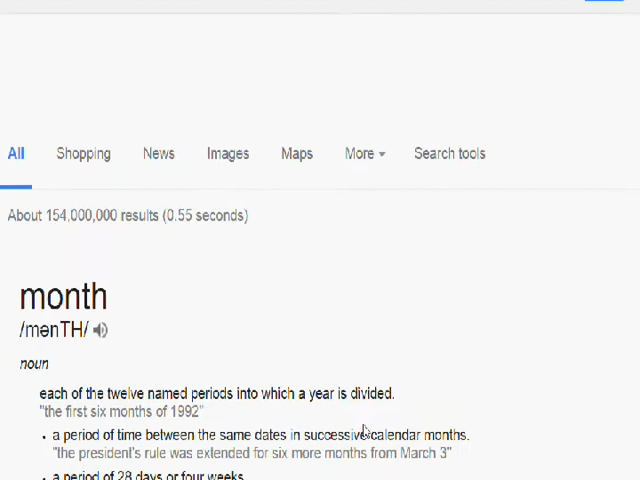 All Shopping News Images Maps More Search tools
About 154,000,000 results (0.55 seconds)
month
/mənTH/
noun
each of the twelve named periods into which a year is divided.
"the first six months of 1992"
• a period of time between the same dates in successive calendar months.
"the president's rule was extended for six more months from March 3"
• a period of 28 days or four weeks.